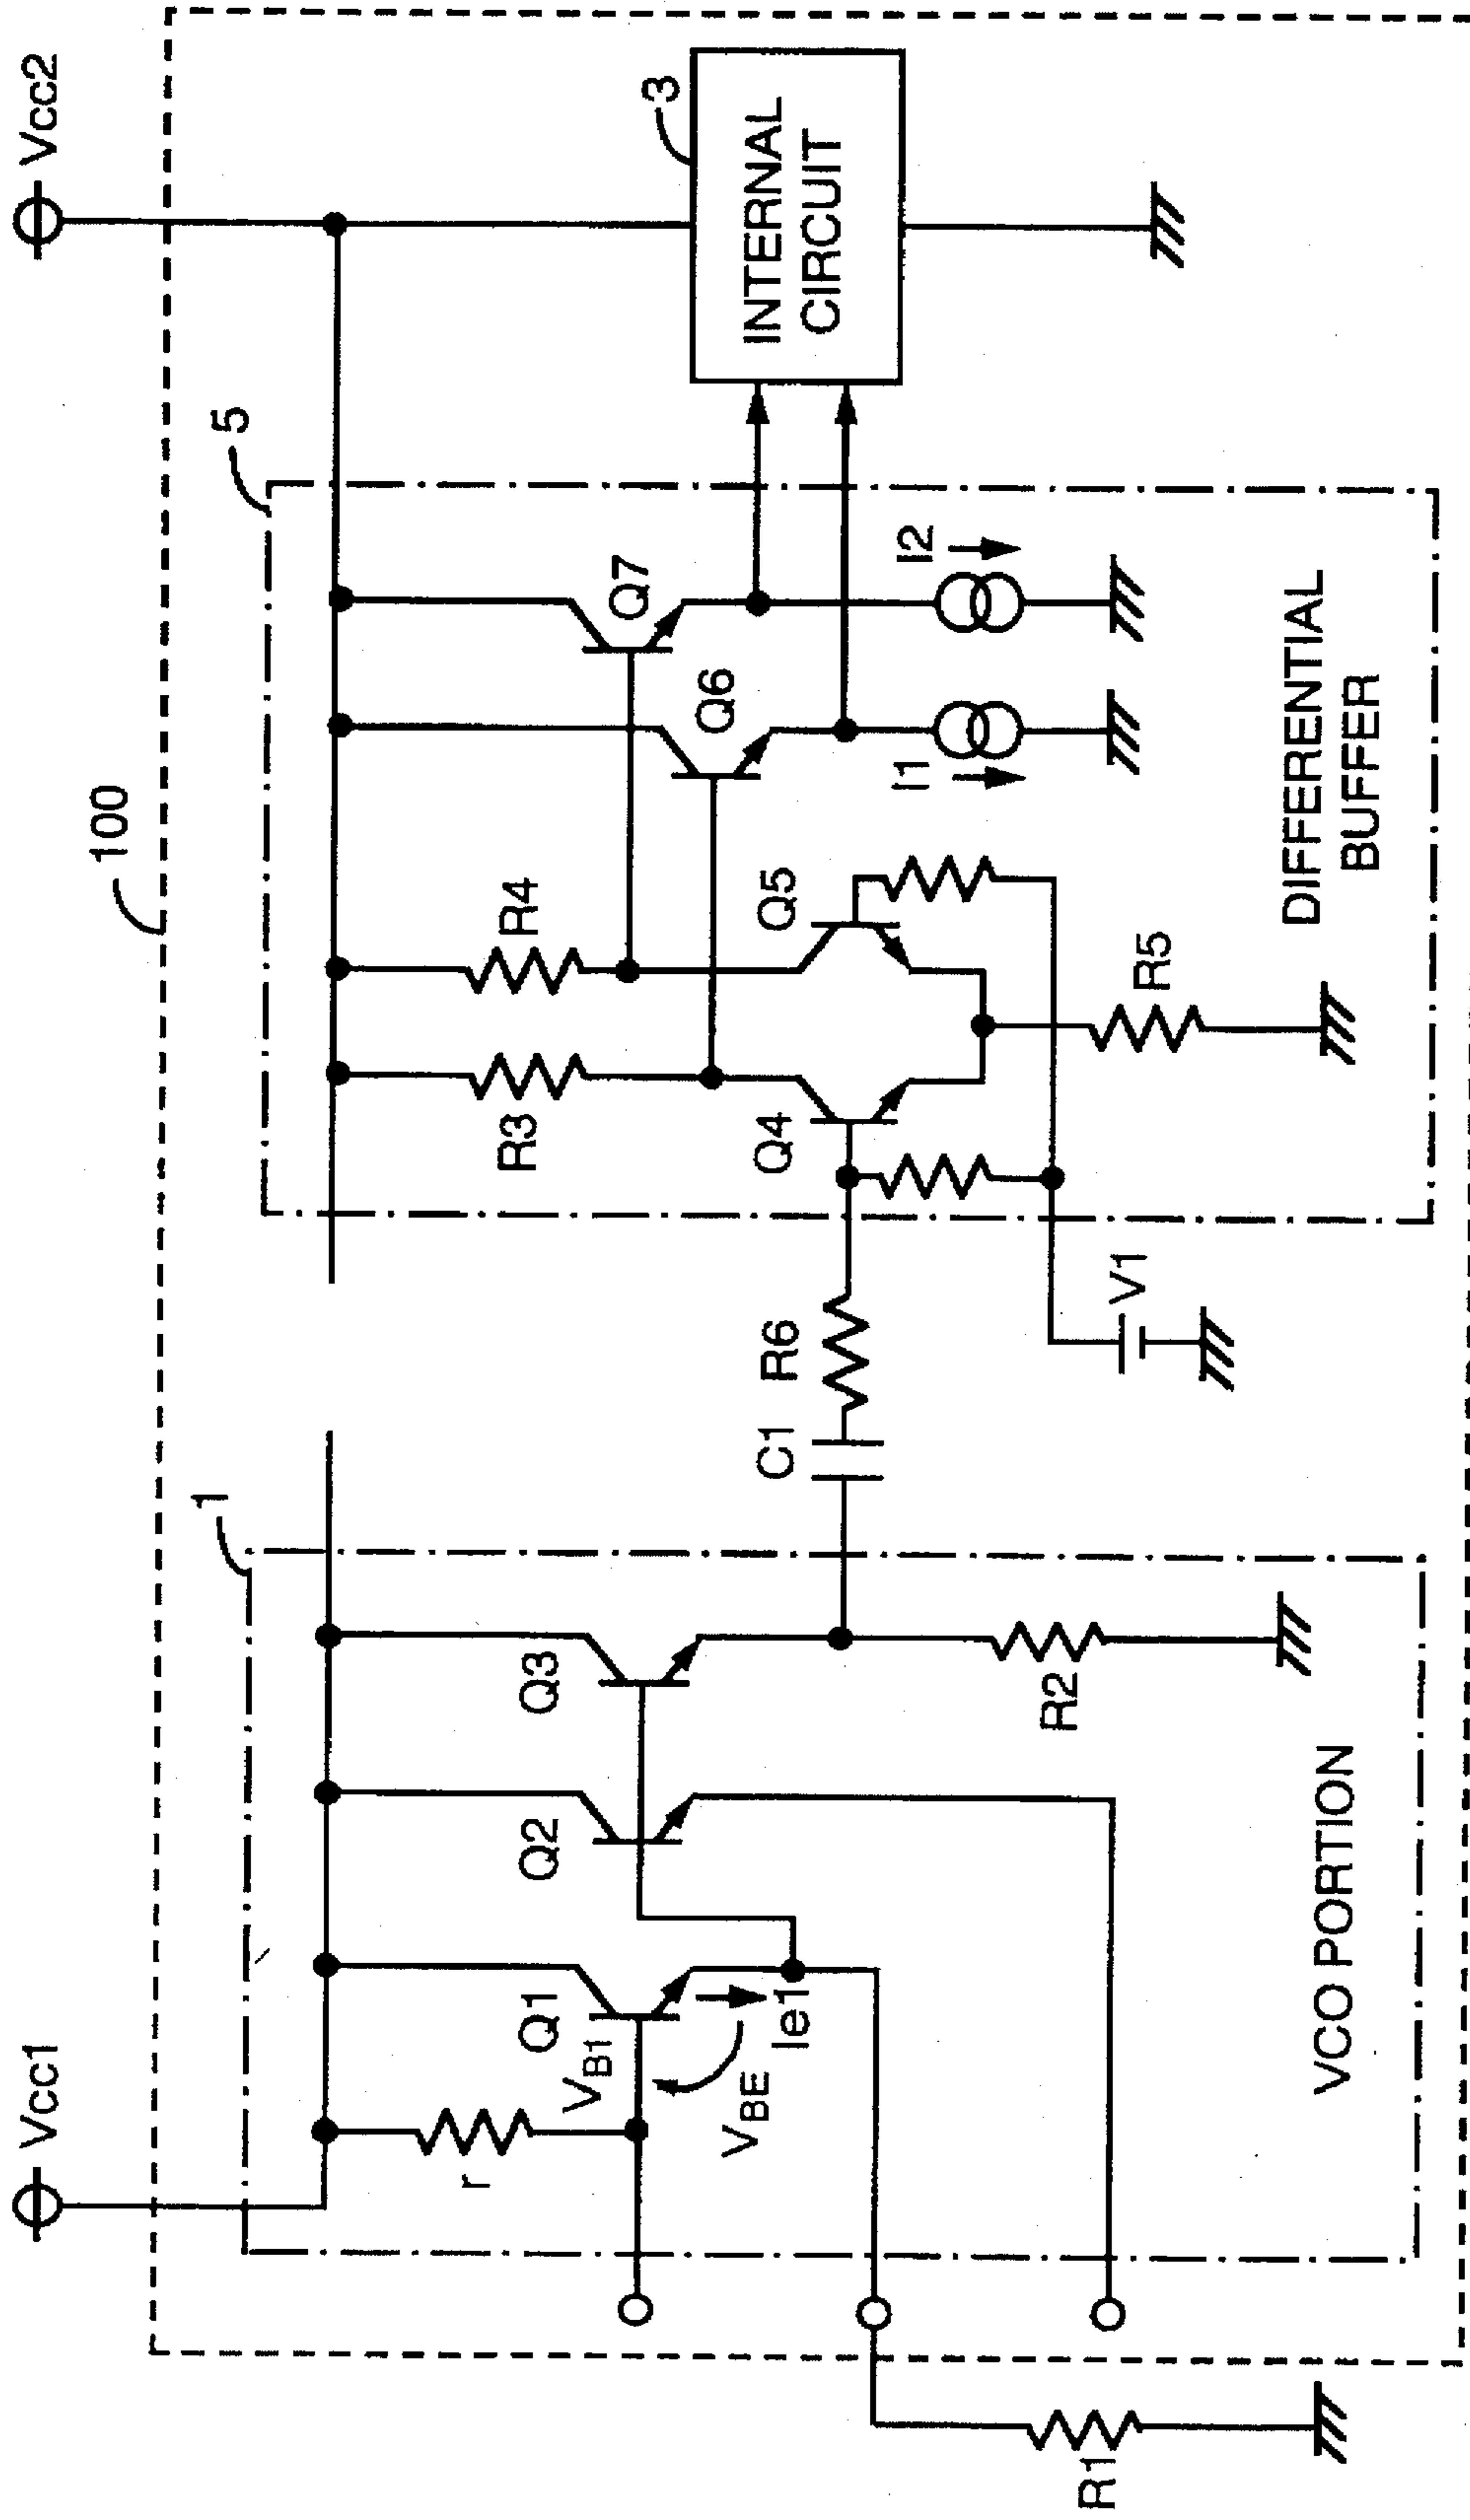 Vcc1
Vcc2
100
1
5
3
r
Q1
VB1
VBE
Ie1
Q2
Q3
R2
R1
VCO PORTION
C1
R6
V1
R3
R4
Q4
Q5
R5
Q6
Q7
I1
I2
DIFFERENTIAL
BUFFER
INTERNAL
CIRCUIT